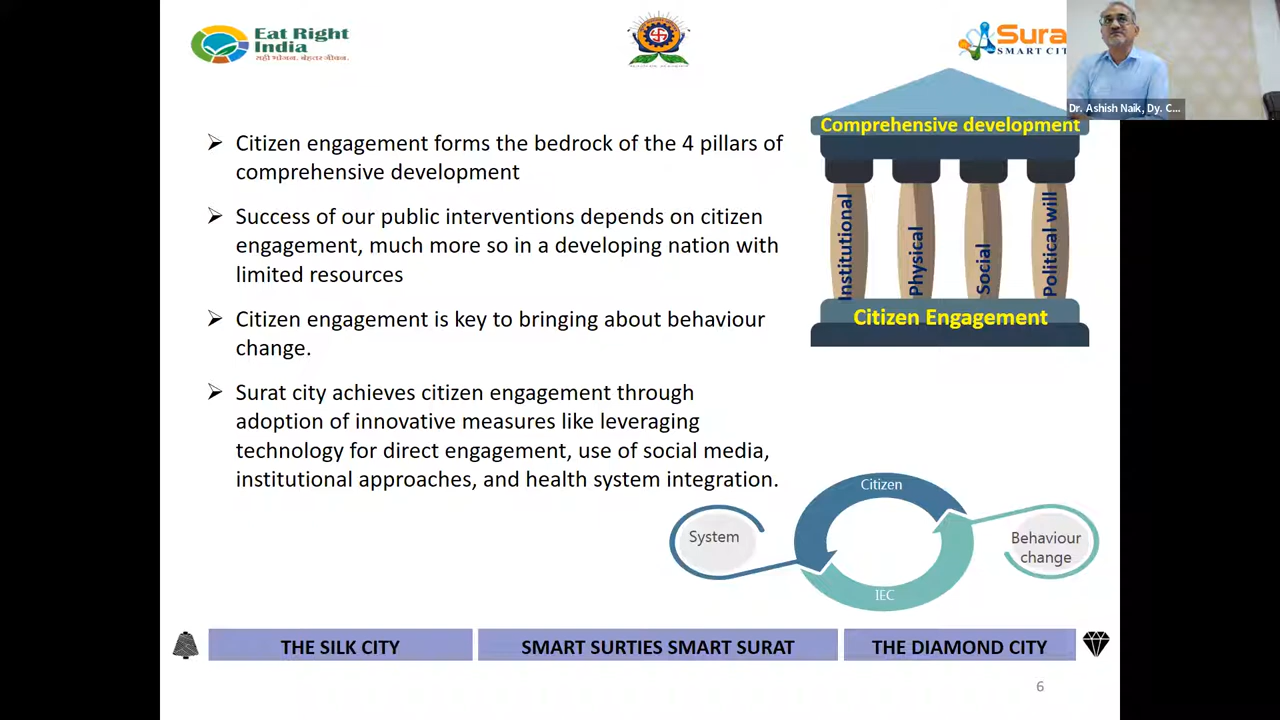 Eat Right
India
सही भोजन. बेहतर जीवन.
Sura
SMART CIT
Dr. Ashish Naik, Dy. C...
Comprehensive development
Institutional
Physical
Social
Political will
Citizen Engagement
➢ Citizen engagement forms the bedrock of the 4 pillars of
comprehensive development
➢ Success of our public interventions depends on citizen
engagement, much more so in a developing nation with
limited resources
➢ Citizen engagement is key to bringing about behaviour
change.
➢ Surat city achieves citizen engagement through
adoption of innovative measures like leveraging
technology for direct engagement, use of social media,
institutional approaches, and health system integration.
System
Citizen
IEC
Behaviour
change
THE SILK CITY
SMART SURTIES SMART SURAT
THE DIAMOND CITY
6